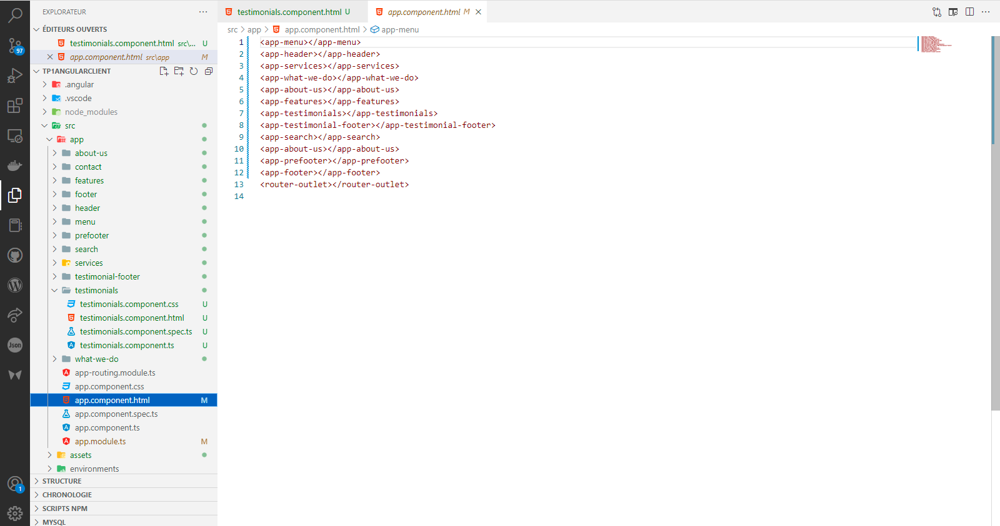 EXPLORATEUR
ÉDITEURS OUVERTS
testimonials.component.html src\... U
app.component.html src\app M
TP1ANGULARCLIENT
.angular
.vscode
node_modules
src
app
about-us
contact
features
footer
header
menu
prefooter
search
services
testimonial-footer
testimonials
testimonials.component.css U
testimonials.component.html U
testimonials.component.spec.ts U
testimonials.component.ts U
what-we-do
app-routing.module.ts
app.component.css
app.component.html M
app.component.spec.ts
app.component.ts
app.module.ts M
assets
environments
STRUCTURE
CHRONOLOGIE
SCRIPTS NPM
MYSQL
97
Json
1
testimonials.component.html U
app.component.html M
src > app > app.component.html > app-menu
1 <app-menu></app-menu>
2 <app-header></app-header>
3 <app-services></app-services>
4 <app-what-we-do></app-what-we-do>
5 <app-about-us></app-about-us>
6 <app-features></app-features>
7 <app-testimonials></app-testimonials>
8 <app-testimonial-footer></app-testimonial-footer>
9 <app-search></app-search>
10 <app-about-us></app-about-us>
11 <app-prefooter></app-prefooter>
12 <app-footer></app-footer>
13 <router-outlet></router-outlet>
14